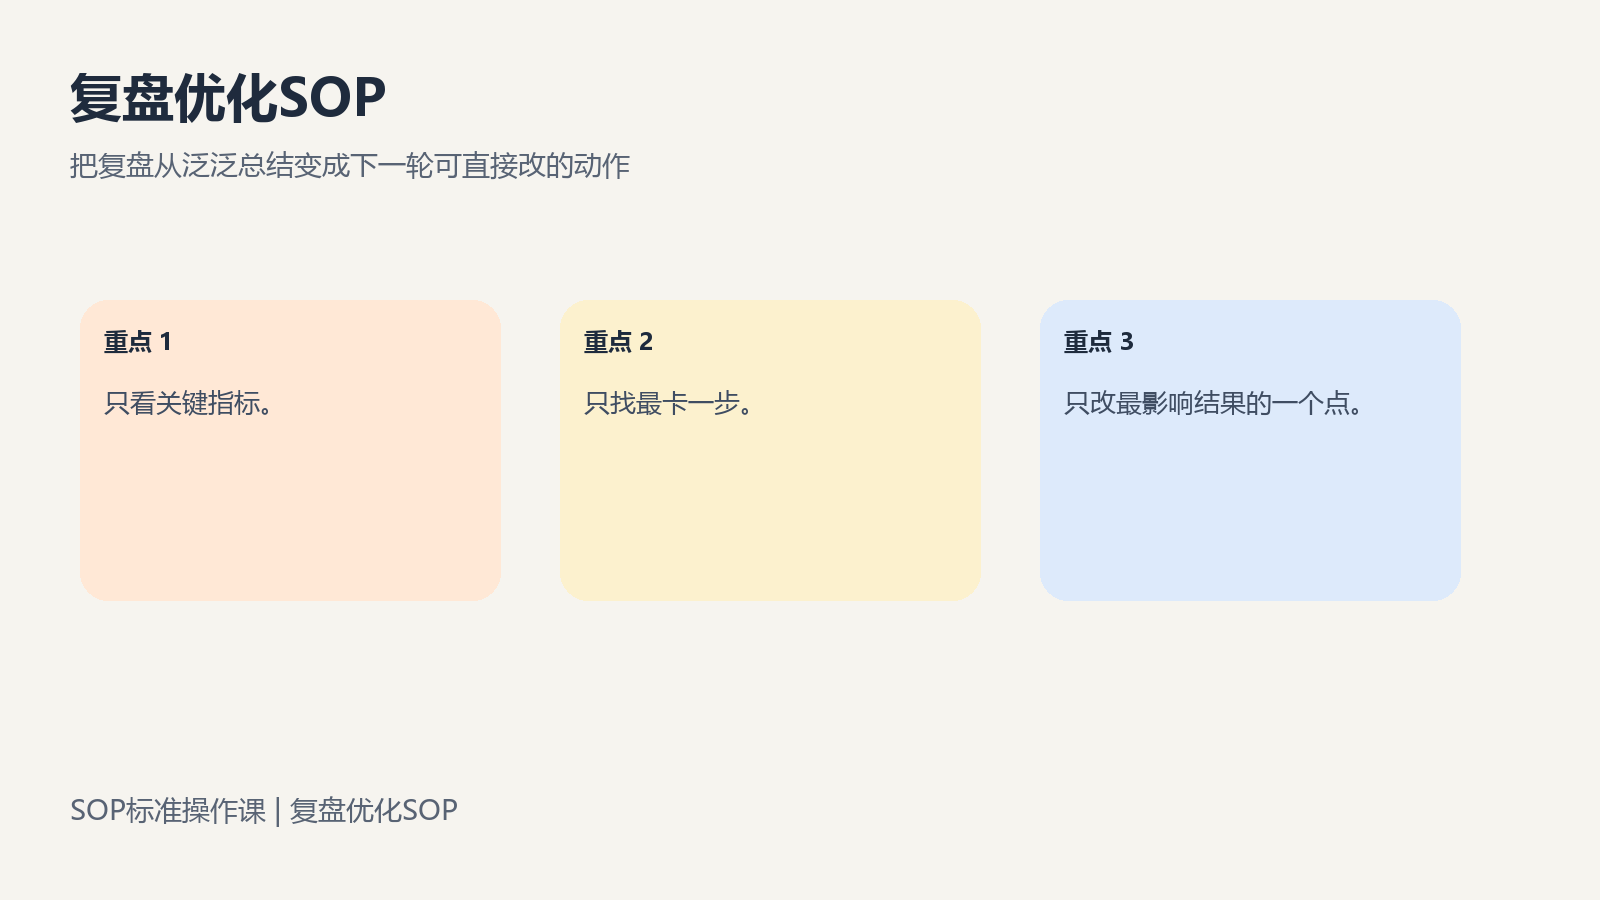 复盘优化SOP
把复盘从泛泛总结变成下一轮可直接改的动作
重点 1
只看关键指标。
重点 2
只找最卡一步。
重点 3
只改最影响结果的一个点。
SOP标准操作课 | 复盘优化SOP